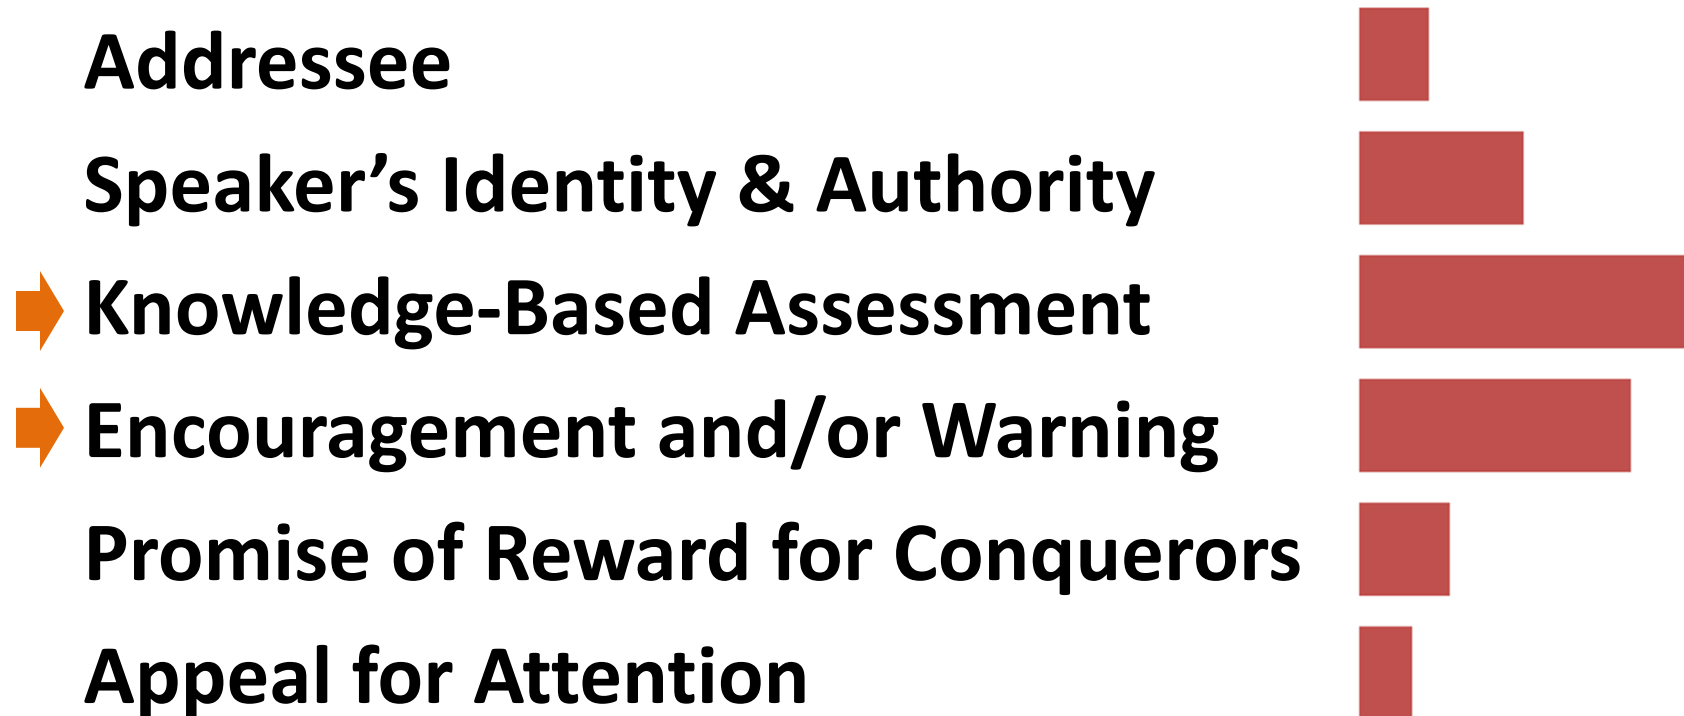 Addressee
Speaker’s Identity & Authority
Knowledge-Based Assessment
Encouragement and/or Warning
Promise of Reward for Conquerors
Appeal for Attention